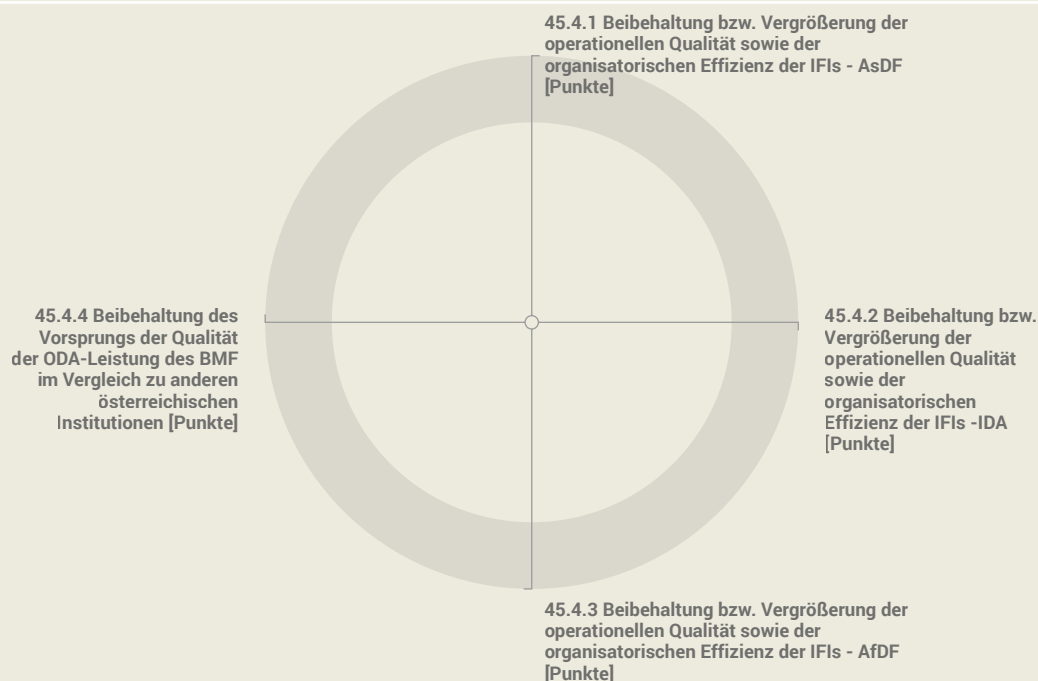 45.4.1 Beibehaltung bzw. Vergrößerung der
operationellen Qualität sowie der
organisatorischen Effizienz der IFIs - AsDF
[Punkte]
45.4.4 Beibehaltung des
Vorsprungs der Qualität
der ODA-Leistung des BMF
im Vergleich zu anderen
österreichischen
Institutionen [Punkte]
45.4.2 Beibehaltung bzw.
Vergrößerung der
operationellen Qualität
sowie der
organisatorischen
Effizienz der IFIs -IDA
[Punkte]
45.4.3 Beibehaltung bzw. Vergrößerung der
operationellen Qualität sowie der
organisatorischen Effizienz der IFIs - AfDF
[Punkte]